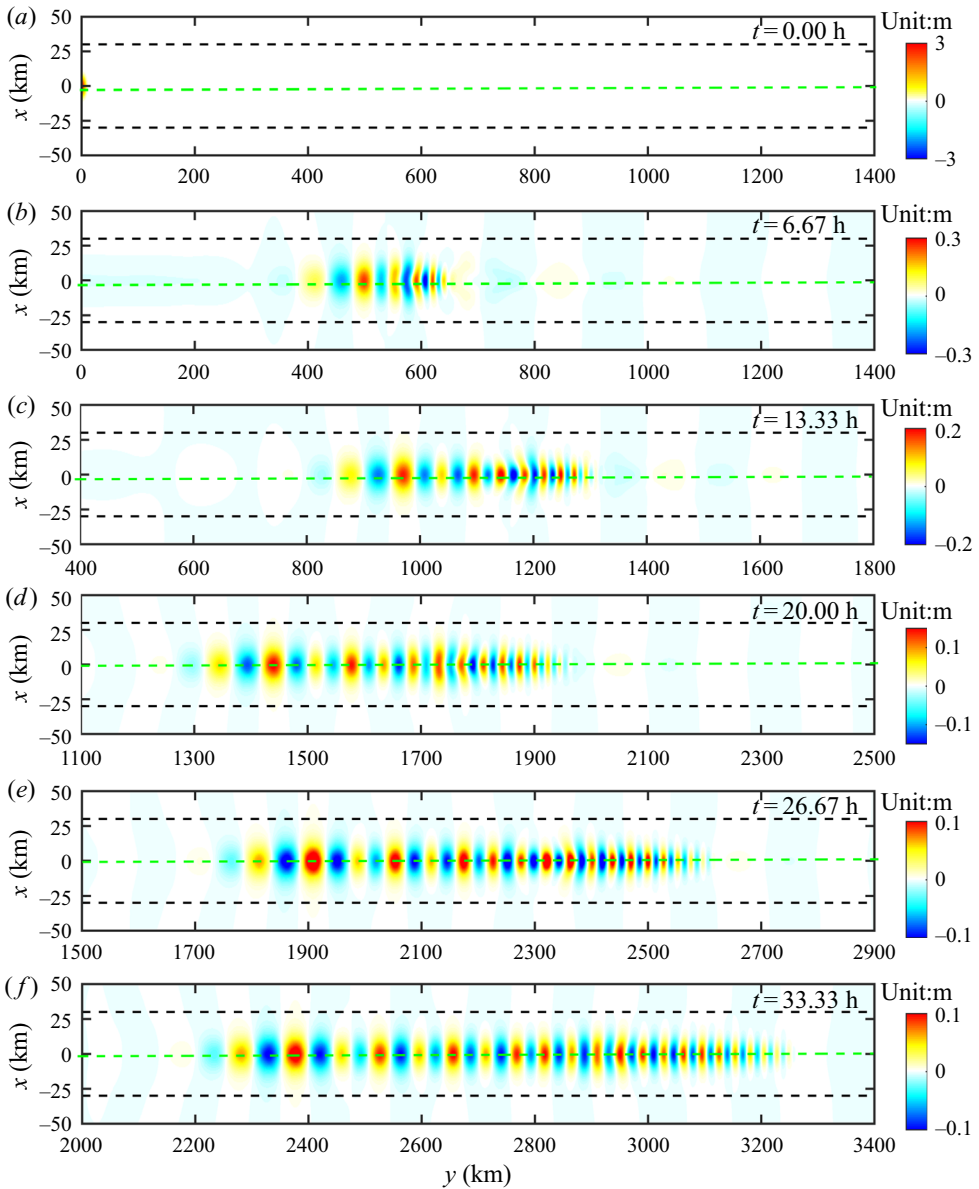 (a) 50 Unit:m
t = 0.00 h 3
25
x (km) 0 0
–25
–50 –3
0 200 400 600 800 1000 1200 1400
(b) 50 Unit:m
t = 6.67 h 0.3
25
x (km) 0 0
–25
–50 –0.3
0 200 400 600 800 1000 1200 1400
(c) 50 Unit:m
t = 13.33 h 0.2
25
x (km) 0 0
–25
–50 –0.2
400 600 800 1000 1200 1400 1600 1800
(d) 50 Unit:m
t = 20.00 h
25 0.1
x (km) 0 0
–25 –0.1
–50
1100 1300 1500 1700 1900 2100 2300 2500
(e) 50 Unit:m
t = 26.67 h 0.1
25
x (km) 0 0
–25
–50 –0.1
1500 1700 1900 2100 2300 2500 2700 2900
(f) 50 Unit:m
t = 33.33 h 0.1
25
x (km) 0 0
–25
–50 –0.1
2000 2200 2400 2600 2800 3000 3200 3400
y (km)